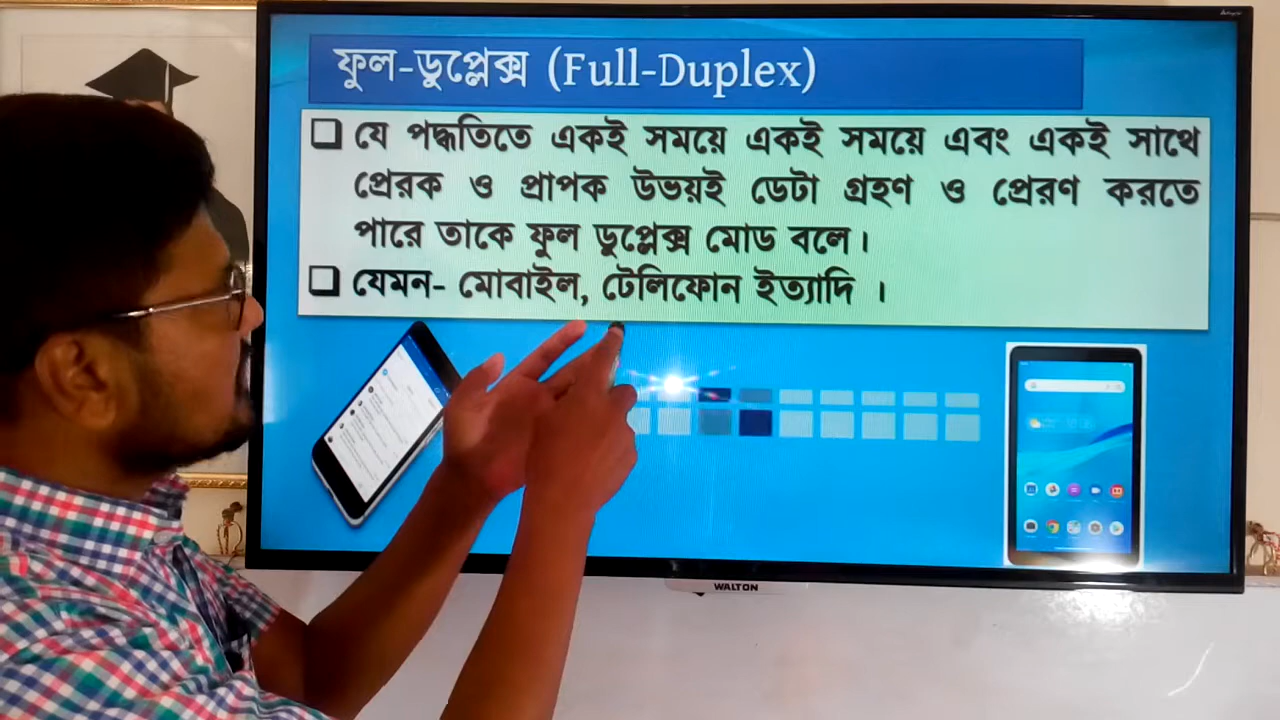 ফুল-ডুপ্লেক্স (Full-Duplex)
❑ যে পদ্ধতিতে একই সময়ে একই সময়ে এবং একই সাথে
প্রেরক ও প্রাপক উভয়ই ডেটা গ্রহণ ও প্রেরণ করতে
পারে তাকে ফুল ডুপ্লেক্স মোড বলে।
❑ যেমন- মোবাইল, টেলিফোন ইত্যাদি ।
WALTON